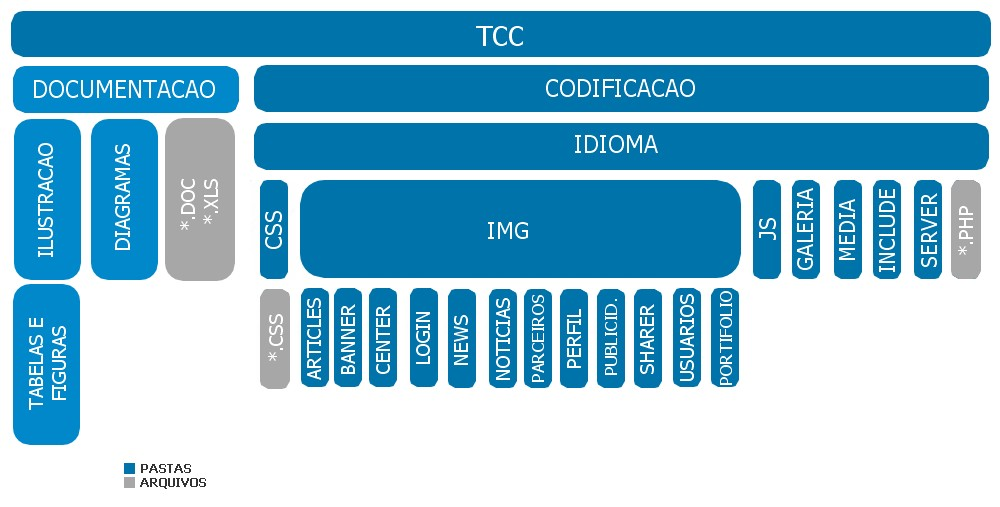 TCC
DOCUMENTACAO
CODIFICACAO
IDIOMA
ILUSTRACAO
DIAGRAMAS
*.DOC
*.XLS
CSS
IMG
JS
GALERIA
MEDIA
INCLUDE
SERVER
*.PHP
TABELAS E
FIGURAS
*.CSS
ARTICLES
BANNER
CENTER
LOGIN
NEWS
NOTICIAS
PARCEIROS
PERFIL
PUBLICID.
SHARER
USUARIOS
PORTIFOLIO
PASTAS
ARQUIVOS